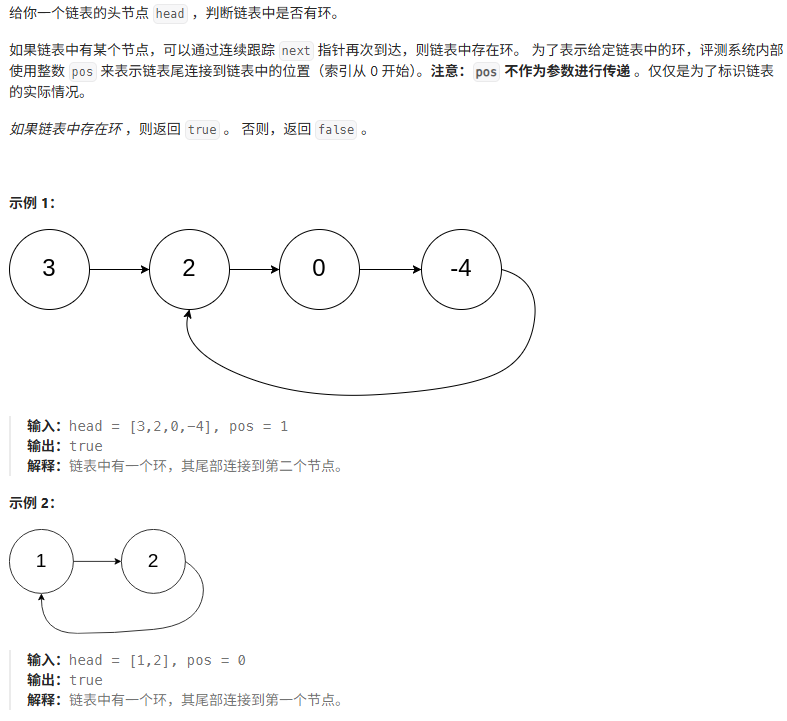 给你一个链表的头节点 head ，判断链表中是否有环。
如果链表中有某个节点，可以通过连续跟踪 next 指针再次到达，则链表中存在环。 为了表示给定链表中的环，评测系统内部
使用整数 pos 来表示链表尾连接到链表中的位置（索引从 0 开始）。注意：pos 不作为参数进行传递 。仅仅是为了标识链表
的实际情况。
如果链表中存在环 ，则返回 true 。 否则，返回 false 。
示例 1：
3 2 0 -4
输入：head = [3,2,0,-4], pos = 1
输出：true
解释：链表中有一个环，其尾部连接到第二个节点。
示例 2：
1 2
输入：head = [1,2], pos = 0
输出：true
解释：链表中有一个环，其尾部连接到第一个节点。